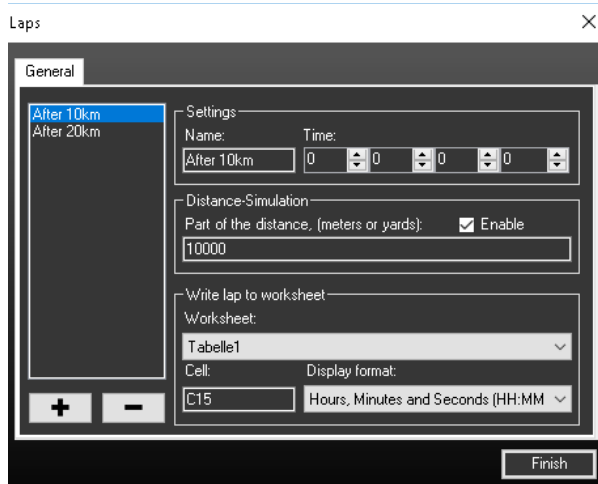 Laps
General
After 10km
After 20km
Settings
Name: Time:
After 10km 0 0 0 0
Distance-Simulation
Part of the distance, (meters or yards): Enable
10000
Write lap to worksheet
Worksheet:
Tabelle1
Cell: Display format:
C15 Hours, Minutes and Seconds (HH:MM
Finish